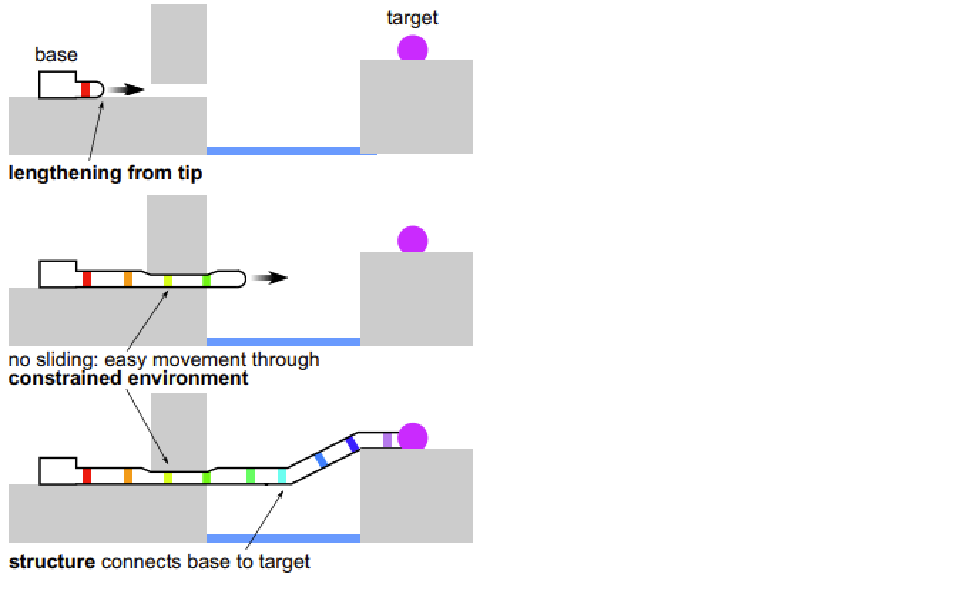 target
base
lengthening from tip
no sliding: easy movement through
constrained environment
structure connects base to target